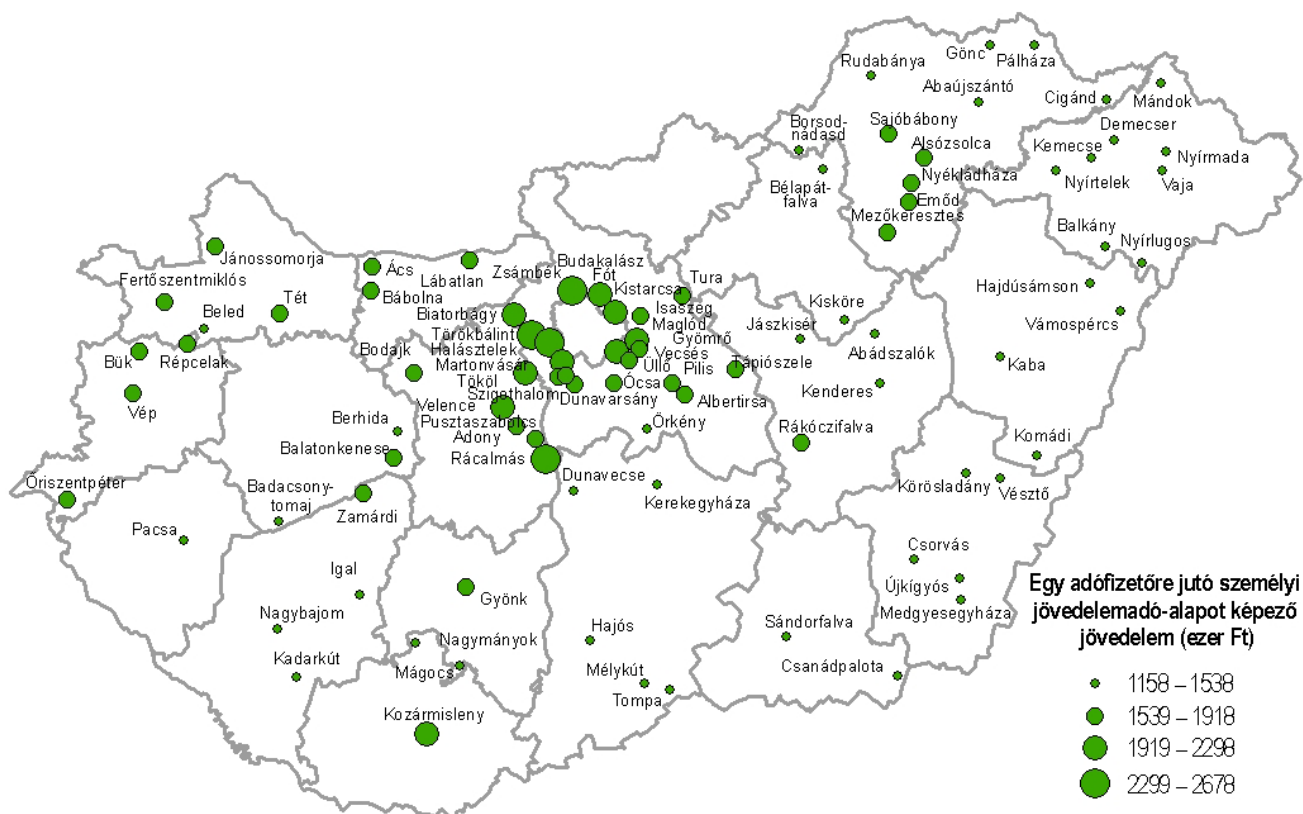 Gönc
Pálháza
Rudabánya
Abaújszántó
Cigánd
Mándok
Borsod-
nádasd
Sajóbábony
Demecser
Alsózsolca
Kemecse
Nyírmada
Nyékládháza
Nyírtelek
Vaja
Bélapát-
falva
Emőd
Mezőkeresztes
Balkány
Nyírlugos
Jánossomorja
Ács
Lábatlan
Zsámbék
Budakalász
Fót
Kistarcsa
Tura
Hajdúsámson
Fertőszentmiklós
Bábolna
Kisköre
Tét
Beled
Biatorbágy
Isaszeg
Jászkisér
Vámospércs
Törökbálint
Maglód
Gyömrő
Abádszalók
Bük
Répcelak
Bodajk
Halásztelek
Vecsés
Kaba
Martonvásár
Üllő
Pilis
Tápiószele
Tököl
Ócsa
Kenderes
Vép
Szigethalom
Dunavarsány
Albertirsa
Velence
Berhida
Pusztaszabolcs
Örkény
Rákóczifalva
Komádi
Balatonkenese
Adony
Rácalmás
Őriszentpéter
Badacsony-
tomaj
Zamárdi
Dunavecse
Kerekegyháza
Körösladány
Vésztő
Pacsa
Csorvás
Igal
Gyönk
Újkígyós
Medgyesegyháza
Nagybajom
Nagymányok
Hajós
Sándorfalva
Kadarkút
Mágocs
Mélykút
Csanádpalota
Tompa
Kozármisleny
Egy adófizetőre jutó személyi
jövedelemadó-alapot képező
jövedelem (ezer Ft)
1158 – 1538
1539 – 1918
1919 – 2298
2299 – 2678